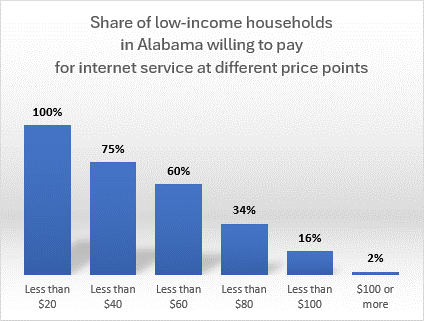 Share of low-income households
in Alabama willing to pay
for internet service at different price points
100%
75%
60%
34%
16%
2%
Less than
$20
Less than
$40
Less than
$60
Less than
$80
Less than
$100
$100 or
more